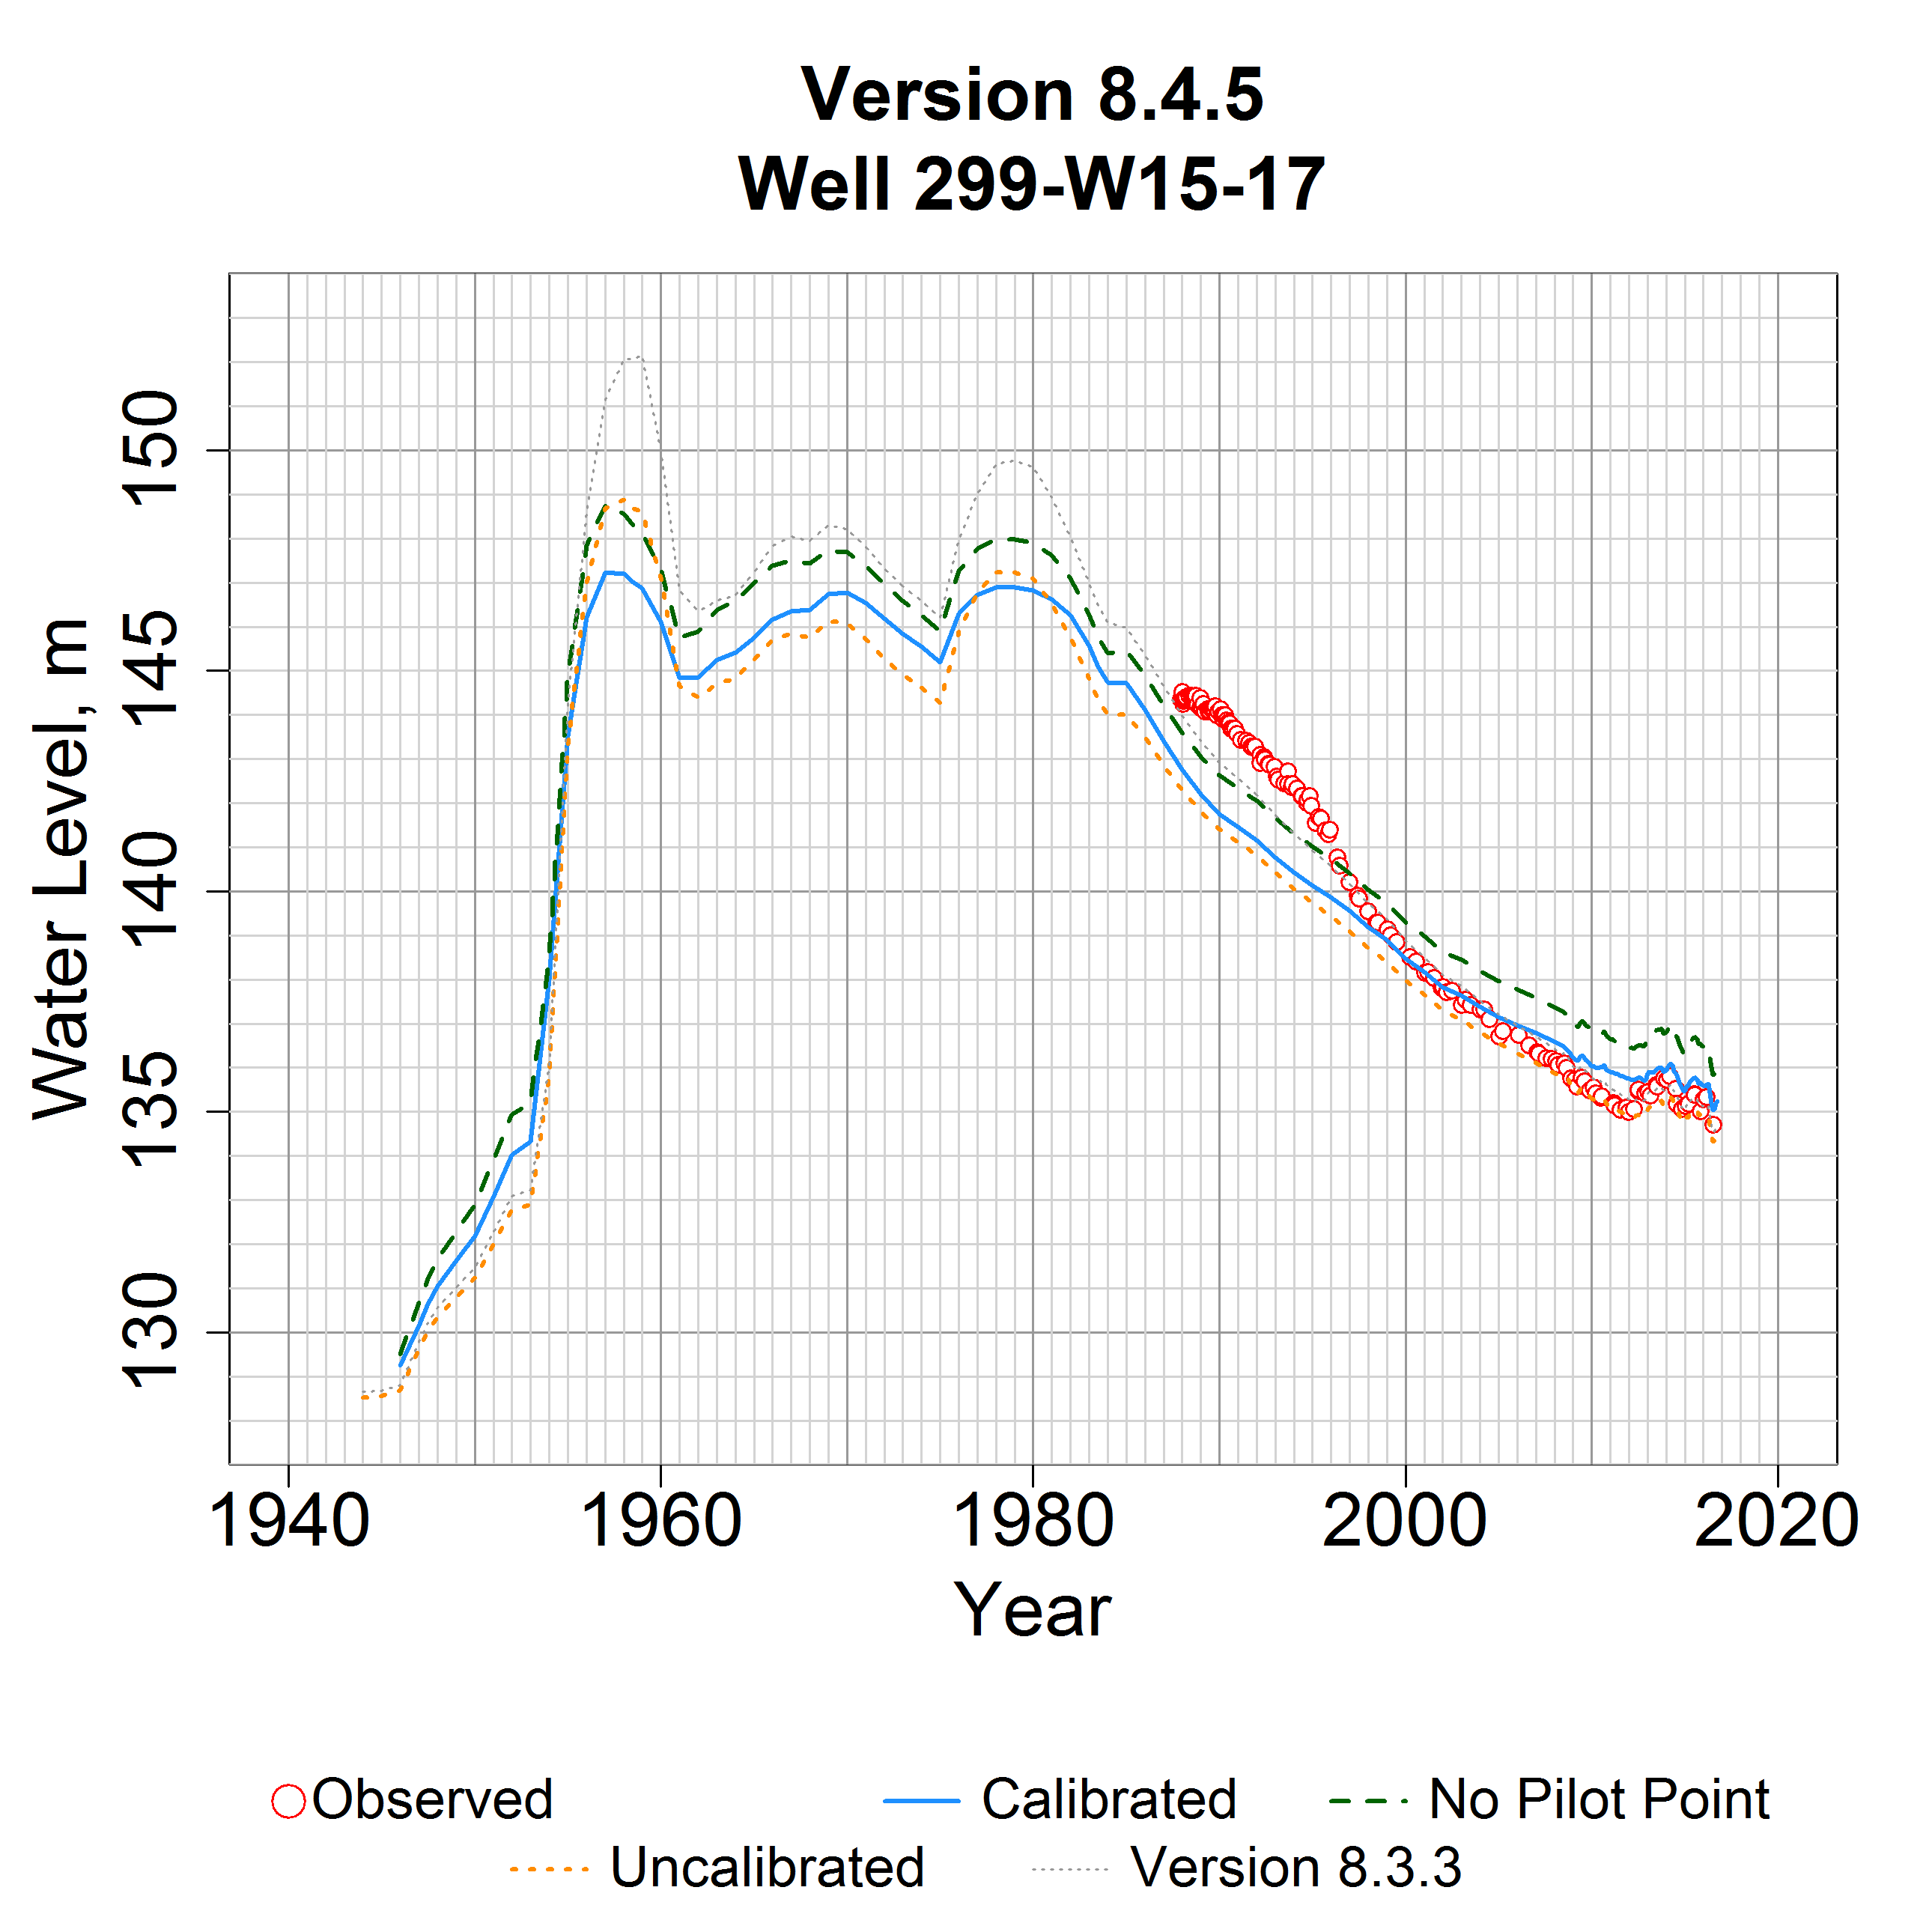 Version 8.4.5
Well 299-W15-17
Water Level, m
150
145
140
135
130
1940 1960 1980 2000 2020
Year
Observed Calibrated No Pilot Point
Uncalibrated Version 8.3.3